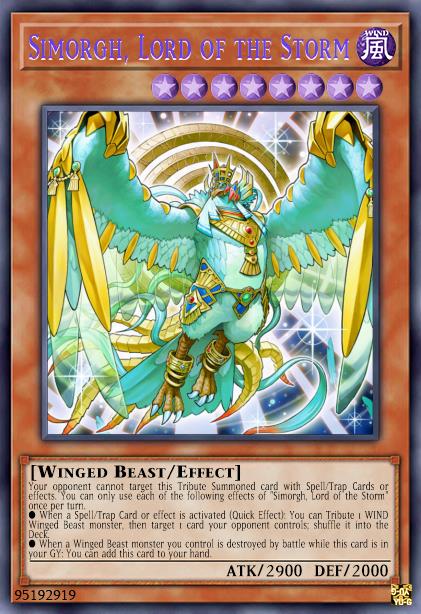 Simorgh, Lord of the Storm
WIND
風
[Winged Beast/Effect]
Your opponent cannot target this Tribute Summoned card with Spell/Trap Cards or
effects. You can only use each of the following effects of "Simorgh, Lord of the Storm"
once per turn.
● When a Spell/Trap Card or effect is activated (Quick Effect): You can Tribute 1 WIND
Winged Beast monster, then target 1 card your opponent controls; shuffle it into the
Deck.
● When a Winged Beast monster you control is destroyed by battle while this card is in
your GY: You can add this card to your hand.
ATK/2900 DEF/2000
95192919